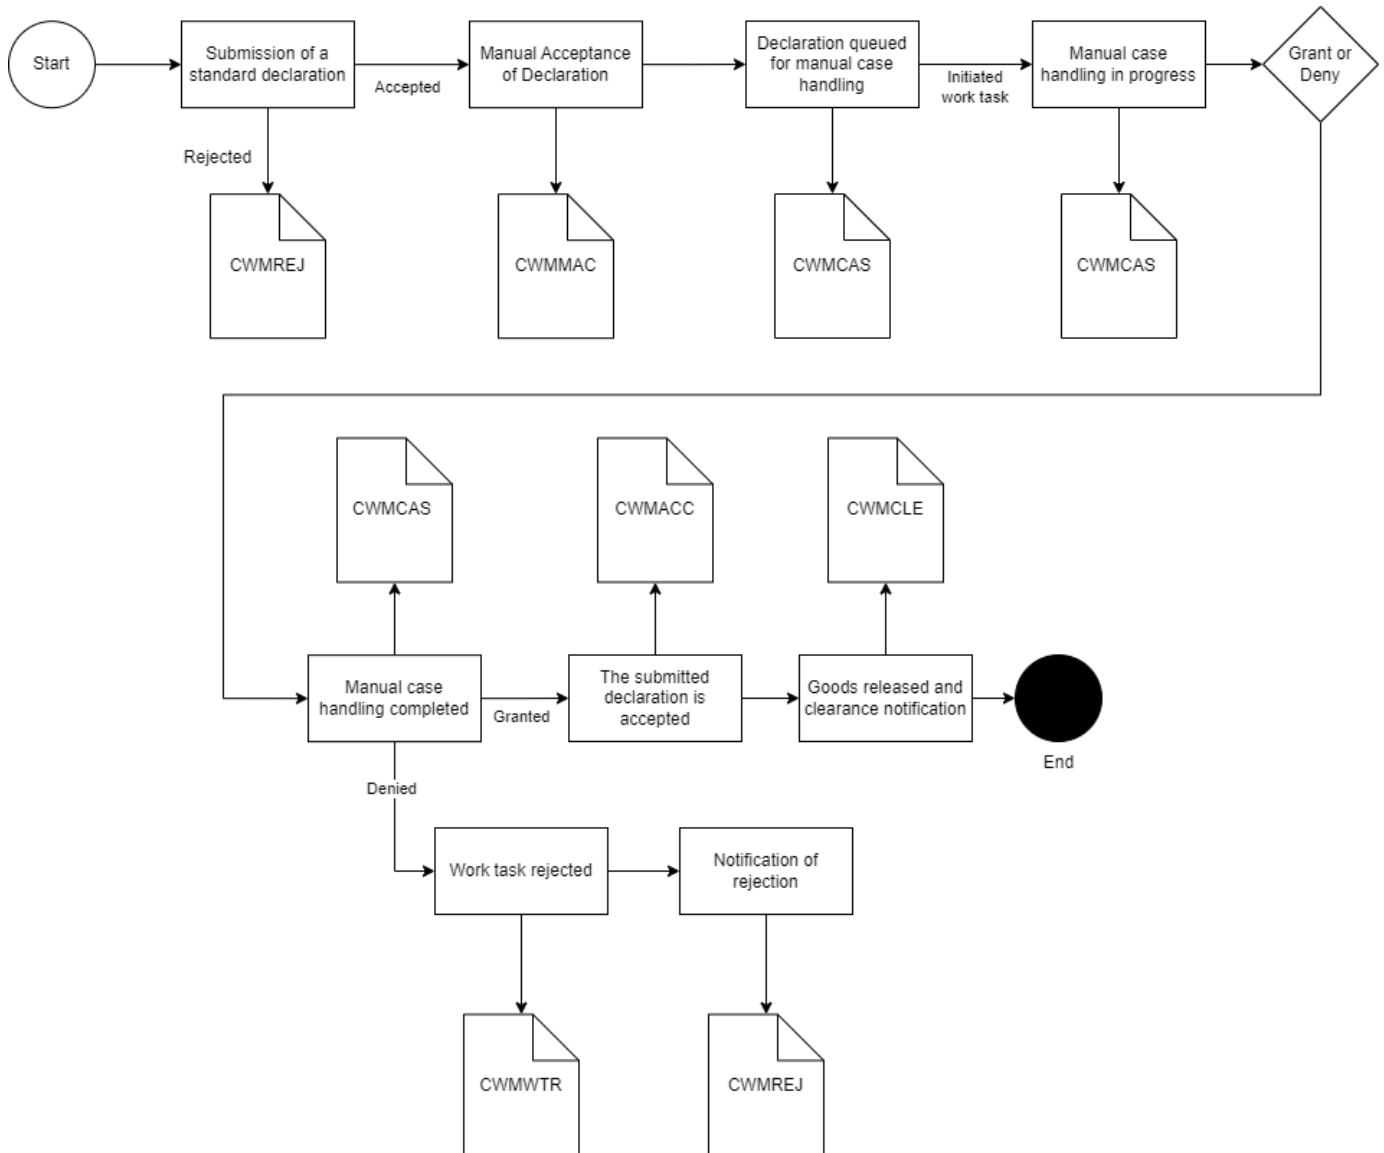 Start
Submission of a
standard declaration
Accepted
Manual Acceptance
of Declaration
Declaration queued
for manual case
handling
Initiated
work task
Manual case
handling in progress
Grant or
Deny
Rejected
CWMREJ
CWMMAC
CWMCAS
CWMCAS
CWMCAS
CWMACC
CWMCLE
Manual case
handling completed
Granted
The submitted
declaration is
accepted
Goods released and
clearance notification
End
Denied
Work task rejected
Notification of
rejection
CWMWTR
CWMREJ